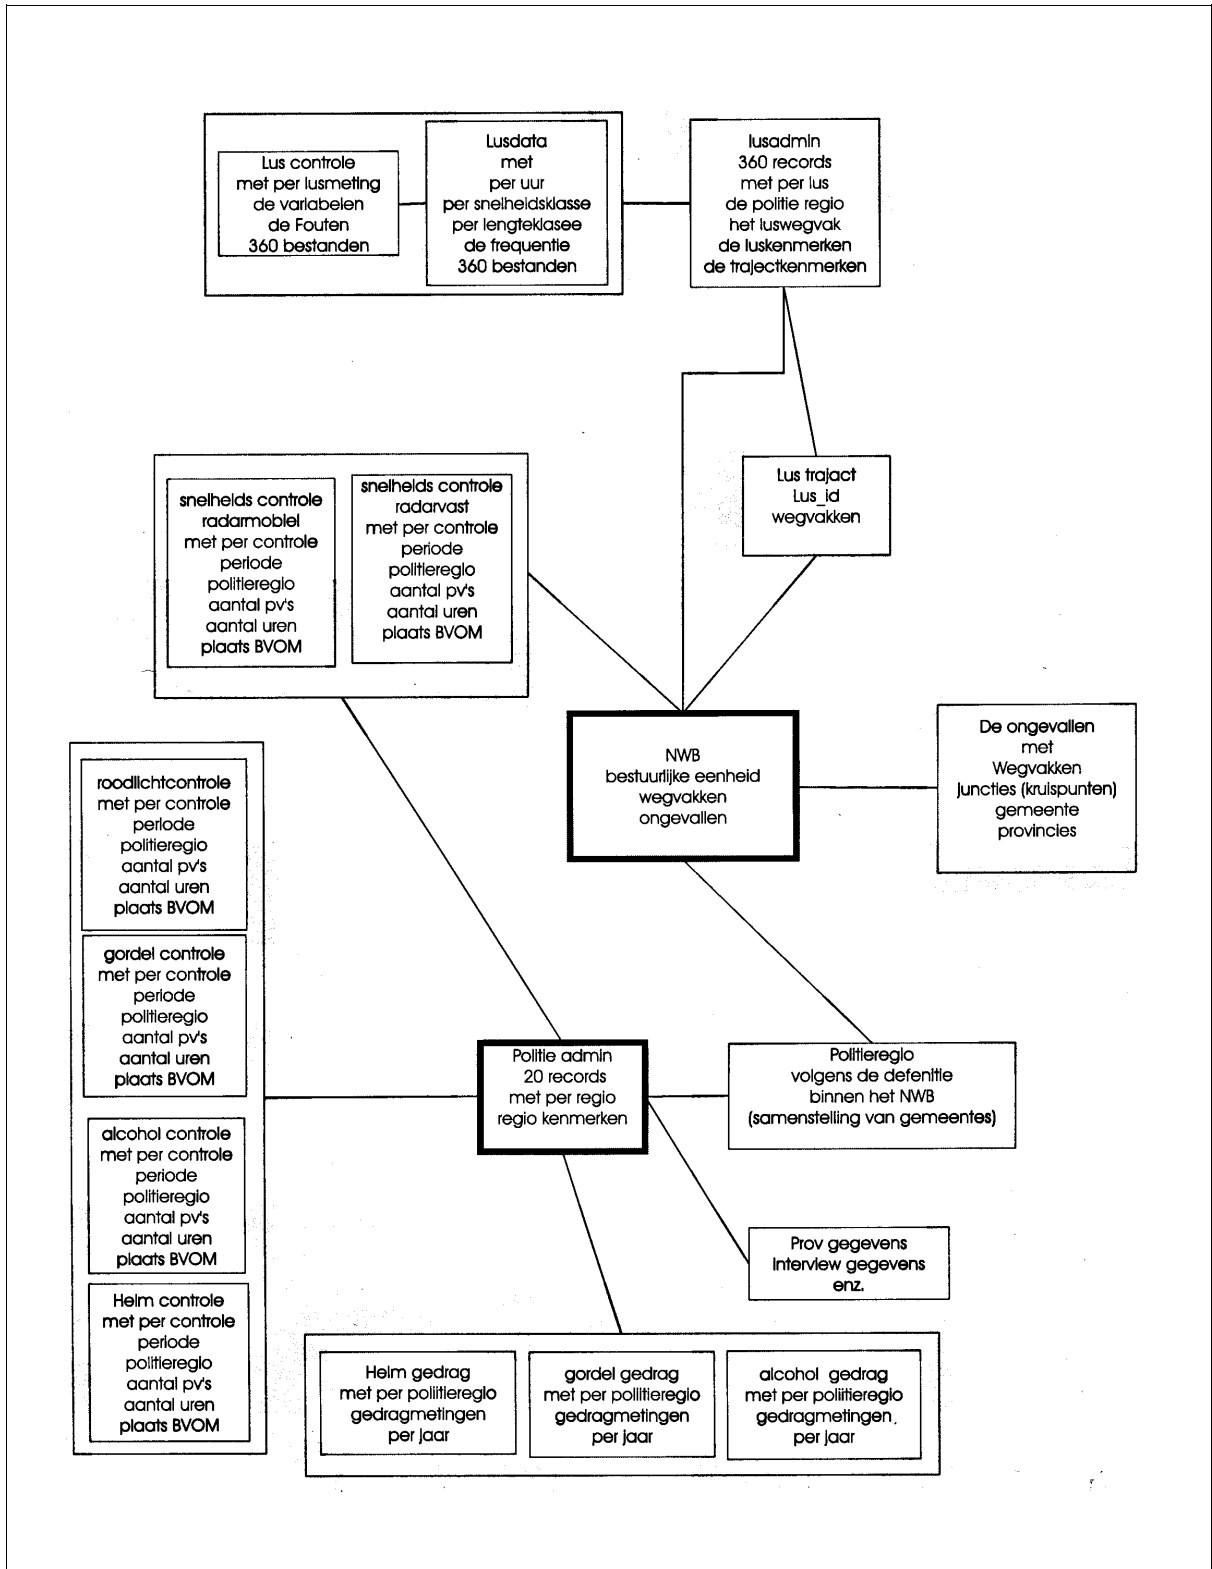 Lus controle
met per lusmeting
de variabelen
de Fouten
360 bestanden
Lusdata
met
per uur
per snelheidsklasse
per lengteklasee
de frequentie
360 bestanden
lusadmin
360 records
met per lus
de politie regio
het luswegvak
de luskenmerken
de trajectkenmerken
Lus trajact
Lus_id
wegvakken
snelheids controle
radarmobiel
met per controle
periode
politieregio
aantal pv's
aantal uren
plaats BVOM
snelheids controle
radarvast
met per controle
periode
politieregio
aantal pv's
aantal uren
plaats BVOM
NWB
bestuurlijke eenheid
wegvakken
ongevallen
De ongevallen
met
Wegvakken
Juncties (kruispunten)
gemeente
provincies
roodlichtcontrole
met per controle
periode
politieregio
aantal pv's
aantal uren
plaats BVOM
gordel controle
met per controle
periode
politieregio
aantal pv's
aantal uren
plaats BVOM
alcohol controle
met per controle
periode
politieregio
aantal pv's
aantal uren
plaats BVOM
Helm controle
met per controle
periode
politieregio
aantal pv's
aantal uren
plaats BVOM
Politie admin
20 records
met per regio
regio kenmerken
Politieregio
volgens de defenitie
binnen het NWB
(samenstelling van gemeentes)
Prov gegevens
Interview gegevens
enz.
Helm gedrag
met per poliitieregio
gedragmetingen
per jaar
gordel gedrag
met per poliitieregio
gedragmetingen
per jaar
alcohol gedrag
met per poliitieregio
gedragmetingen
per jaar